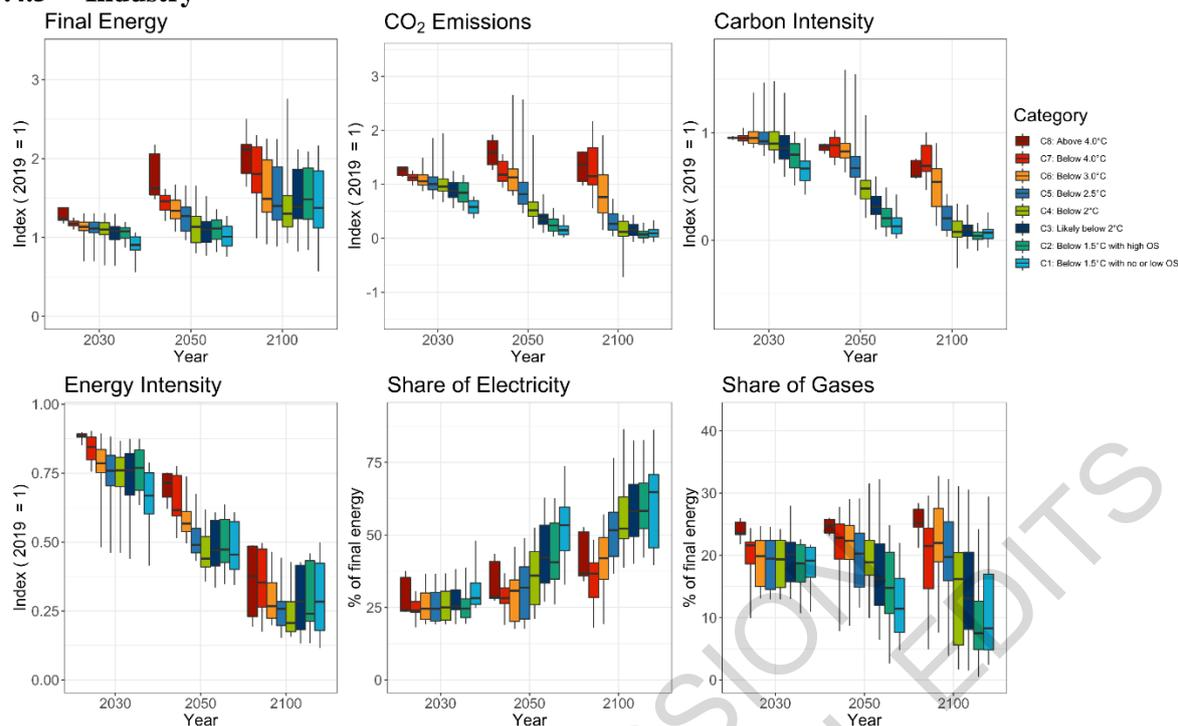 Industry
Final Energy
CO₂ Emissions
Carbon Intensity
Index ( 2019 = 1)
3
2
1
0
2030 2050 2100
Year
Index ( 2019 = 1)
3
2
1
0
-1
2030 2050 2100
Year
Index ( 2019 = 1)
1
0
2030 2050 2100
Year
Category
C8: Above 4.0°C
C7: Below 4.0°C
C6: Below 3.0°C
C5: Below 2.5°C
C4: Below 2°C
C3: Likely below 2°C
C2: Below 1.5°C with high OS
C1: Below 1.5°C with no or low OS
Energy Intensity
Share of Electricity
Share of Gases
Index ( 2019 = 1)
1.00
0.75
0.50
0.25
0.00
2030 2050 2100
Year
% of final energy
75
50
25
0
2030 2050 2100
Year
% of final energy
40
30
20
10
0
2030 2050 2100
Year
EDITS